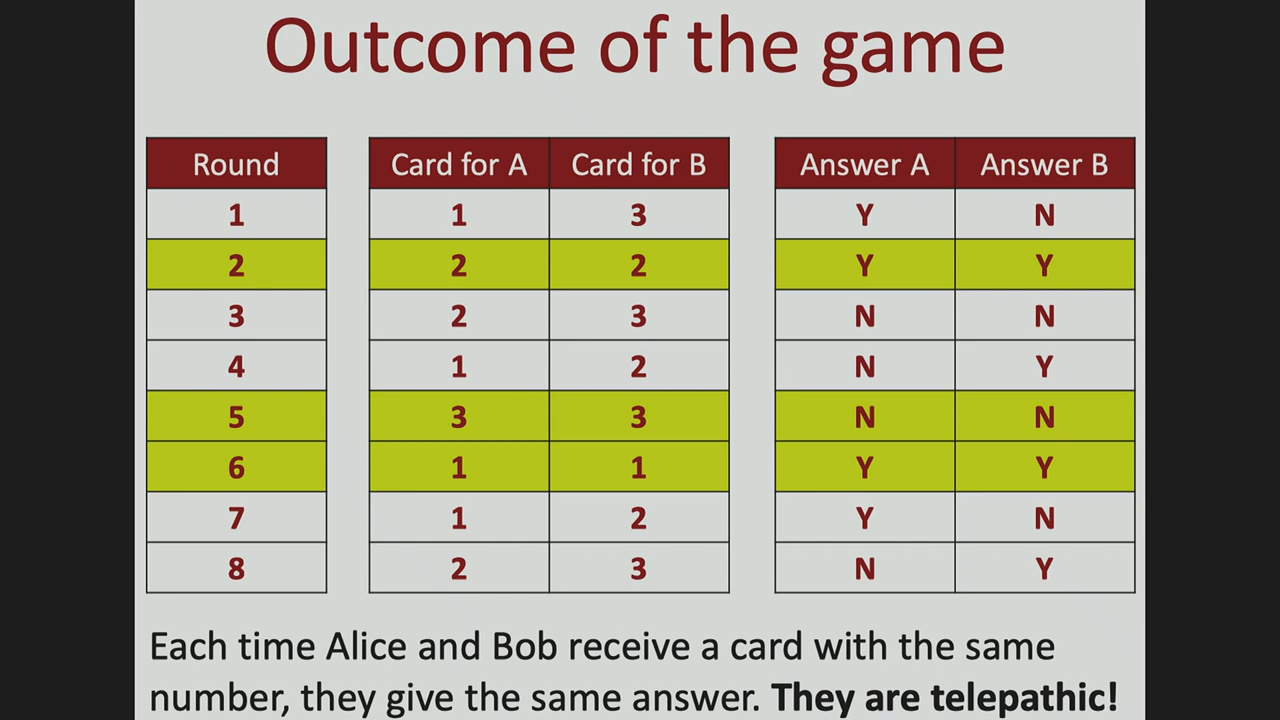 Outcome of the game
Round Card for A Card for B Answer A Answer B
1 1 3 Y N
2 2 2 Y Y
3 2 3 N N
4 1 2 N Y
5 3 3 N N
6 1 1 Y Y
7 1 2 Y N
8 2 3 N Y
Each time Alice and Bob receive a card with the same
number, they give the same answer. They are telepathic!